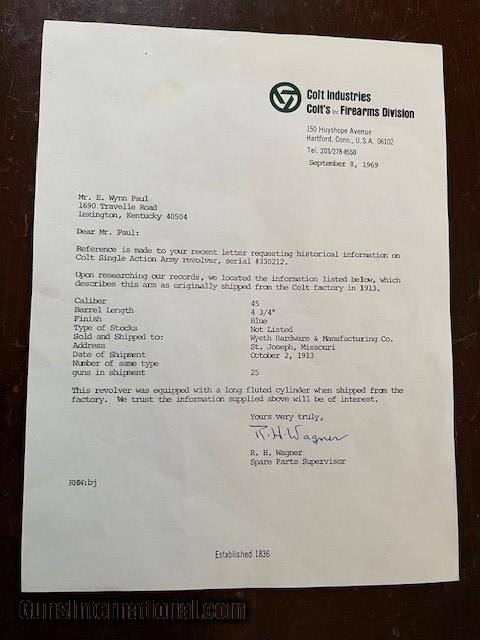 Colt Industries
Colt's Inc Firearms Division
150 Huyshope Avenue
Hartford, Conn., U.S.A. 06102
Tel. 203/278-8550
September 8, 1969
Mr. E. Wynn Paul
1690 Travelle Road
Lexington, Kentucky 40504
Dear Mr. Paul:
Reference is made to your recent letter requesting historical information on
Colt Single Action Army revolver, serial #330212.
Upon researching our records, we located the information listed below, which
describes this arm as originally shipped from the Colt factory in 1913.
Caliber 45
Barrel Length 4 3/4"
Finish Blue
Type of Stocks Not Listed
Sold and Shipped to: Wyeth Hardware & Manufacturing Co.
Address St. Joseph, Missouri
Date of Shipment October 2, 1913
Number of same type
guns in shipment 25
This revolver was equipped with a long fluted cylinder when shipped from the
factory. We trust the information supplied above will be of interest.
Yours very truly,
R.H. Wagner
R. H. Wagner
Spare Parts Supervisor
RHW:bj
Established 1836
GunsInternational.com